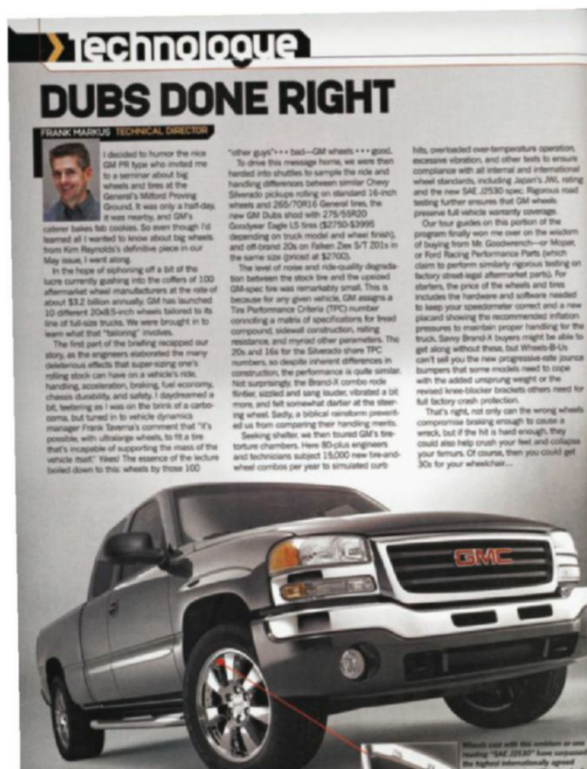 Technologue
DUBS DONE RIGHT
FRANK MARKUS TECHNICAL DIRECTOR
I decided to humor the nice
GM PR type who invited me
to a seminar about big
wheels and tires at the
General's Milford Proving
Ground. It was only a half-day,
it was nearby, and GM's
caterer bakes fab cookies. So even though I'd
learned all I wanted to know about big wheels
from Kim Reynolds's definitive piece in our
May issue, I went along.
In the hope of siphoning off a bit of the
lucre currently gushing into the coffers of 100
aftermarket wheel manufacturers at the rate of
about $3.2 billion annually, GM has launched
10 different 20x8.5-inch wheels tailored to its
line of full-size trucks. We were brought in to
learn what that "tailoring" involves.
The first part of the briefing recapped our
story, as the engineers elaborated the many
deleterious effects that super-sizing one's
rolling stock can have on a vehicle's ride,
handling, acceleration, braking, fuel economy,
chassis durability, and safety. I daydreamed a
bit, teetering as I was on the brink of a carbo-
coma, but tuned in to vehicle dynamics
manager Frank Taverna's comment that "it's
possible, with ultralarge wheels, to fit a tire
that's incapable of supporting the mass of the
vehicle itself." Yikes! The essence of the lecture
boiled down to this: wheels by those 100
"other guys"••• bad—GM wheels ••• good.
To drive this message home, we were then
herded into shuttles to sample the ride and
handling differences between similar Chevy
Silverado pickups rolling on standard 16-inch
wheels and 265/70R16 General tires, the
new GM Dubs shod with 275/55R20
Goodyear Eagle LS tires ($2750-$3995
depending on truck model and wheel finish),
and off-brand 20s on Falken Ziex S/T Z01s in
the same size (priced at $2700).
The level of noise and ride-quality degrada-
tion between the stock tire and the upsized
GM-spec tire was remarkably small. This is
because for any given vehicle, GM assigns a
Tire Performance Criteria (TPC) number
connoting a matrix of specifications for tread
compound, sidewall construction, rolling
resistance, and myriad other factors. The
20s and 16s for the Silverado share TPC
numbers, so despite inherent differences in
construction, the performance is quite similar.
Not surprisingly, the Brand-X combo rode
flintier, sizzled and sang louder, vibrated a bit
more, and felt somewhat dartier at the steer-
ing wheel. Sadly, a biblical rainstorm prevent-
ed us from comparing their handling merits.
Seeking shelter, we then toured GM's tire-
torture chambers. Here 80-plus engineers
and technicians subject 15,000 new tire-and-
wheel combos per year to simulated curb
hits, overloaded over-temperature operation,
excessive vibration, and other tests to ensure
compliance with all internal and international
wheel standards, including Japan's JWL rating
and the new SAE J2530 spec. Rigorous road
testing further ensures that GM wheels
preserve full vehicle warranty coverage.
Our tour guides on this portion of the
program finally won me over on the wisdom
of buying from Mr. Goodwrench—or Mopar,
or Ford Racing Performance Parts (which
claim to perform similarly rigorous testing on
factory street-legal aftermarket parts). For
starters, the price of the wheels and tires
includes the hardware and software needed
to keep your speedometer correct and a new
placard showing the recommended inflation
pressures to maintain proper handling for the
truck. Savvy Brand-X buyers might be able to
get along without these, but Wheels-B-Us
can't sell you the new progressive-rate jounce
bumpers that some models need to cope
with the added unsprung weight or the
revised knee-blocker brackets others need for
full factory crash protection.
That's right, not only can the wrong wheels
compromise braking enough to cause a
wreck, but if the hit is hard enough, they
could also help crush your feet and collapse
your femurs. Of course, then you could get
30s for your wheelchair...
GMC
Wheels cast with this emblem or one
reading "SAE J2530" have surpassed
the highest internationally agreed